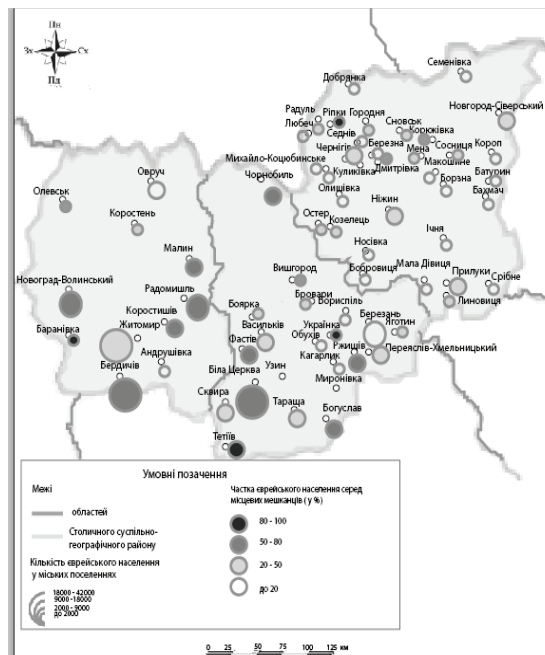 Пн
Зх
Сх
Пд
Семенівка
Добрянка
Новгород-Сіверський
Радуль
Ріпки
Городня
Любеч
Седнів
Сновськ
Корюківка
Чернігів
Березна
Мена
Сосниця
Короп
Михайло-Коцюбинське
Макошине
Куликівка
Дмитрівка
Борзна
Батурин
Чорнобиль
Олишівка
Бахмач
Овруч
Ніжин
Олевськ
Остер
Козелець
Коростень
Ічня
Носівка
Малин
Вишгород
Бобровиця
Мала Дівиця
Прилуки
Срібне
Новоград-Волинський
Радомишль
Бровари
Линовиця
Коростишів
Боярка
Бориспіль
Березань
Баранівка
Житомир
Васильків
Українка
Яготин
Фастів
Обухів
Андрушівка
Ржищів
Переяслів-Хмельницький
Бердичів
Кагарлик
Біла Церква
Узин
Миронівка
Сквира
Тараща
Богуслав
Тетіїв
Умовні позачення
Межі
областей
Столичного суспільно-
географічного району
Кількість єврейського населення
у міських поселеннях
18000 - 42000
9000 - 18000
2000 - 9000
до 2000
Частка єврейського населення серед
місцевих мешканців ( у %)
80 - 100
50 - 80
20 - 50
до 20
0 25 50 75 100 125 км